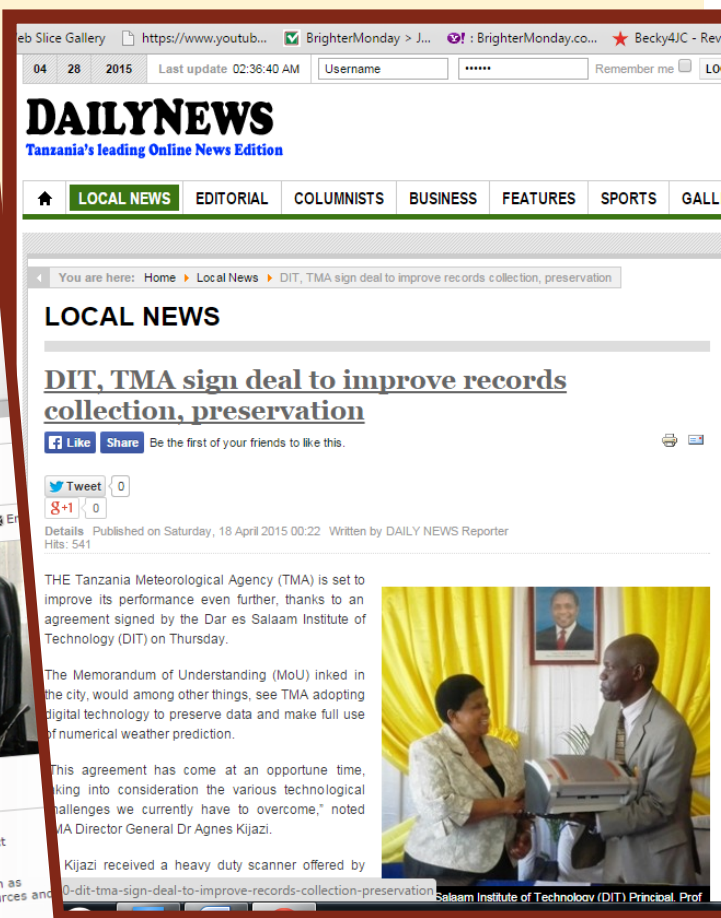 eb Slice Gallery https://www.youtub... BrighterMonday > J... : BrighterMonday.co... Becky4JC - Rev
04 28 2015 Last update 02:36:40 AM Username •••••• Remember me LO
DAILYNEWS
Tanzania's leading Online News Edition
LOCAL NEWS EDITORIAL COLUMNISTS BUSINESS FEATURES SPORTS GALL
You are here: Home Local News DIT, TMA sign deal to improve records collection, preservation
LOCAL NEWS
DIT, TMA sign deal to improve records
collection, preservation
Like Share Be the first of your friends to like this.
Tweet 0
g+1 0
Details Published on Saturday, 18 April 2015 00:22 Written by DAILY NEWS Reporter
Hits: 541
THE Tanzania Meteorological Agency (TMA) is set to
improve its performance even further, thanks to an
agreement signed by the Dar es Salaam Institute of
Technology (DIT) on Thursday.
The Memorandum of Understanding (MoU) inked in
the city, would among other things, see TMA adopting
digital technology to preserve data and make full use
of numerical weather prediction.
"This agreement has come at an opportune time,
king into consideration the various technological
hallenges we currently have to overcome," noted
MA Director General Dr Agnes Kijazi.
Kijazi received a heavy duty scanner offered by
0-dit-tma-sign-deal-to-improve-records-collection-preservation
Salaam Institute of Technology (DIT) Principal, Prof
g Er
ct
n as
rces and